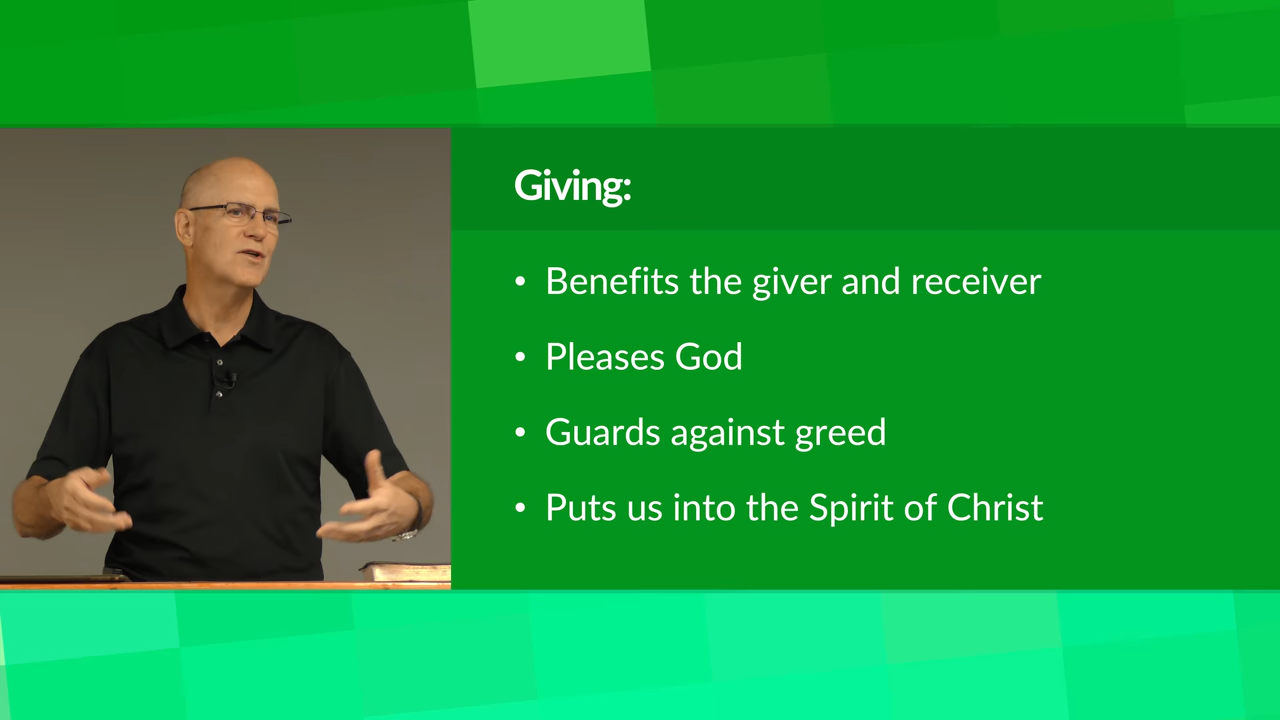 Giving:
• Benefits the giver and receiver
• Pleases God
• Guards against greed
• Puts us into the Spirit of Christ